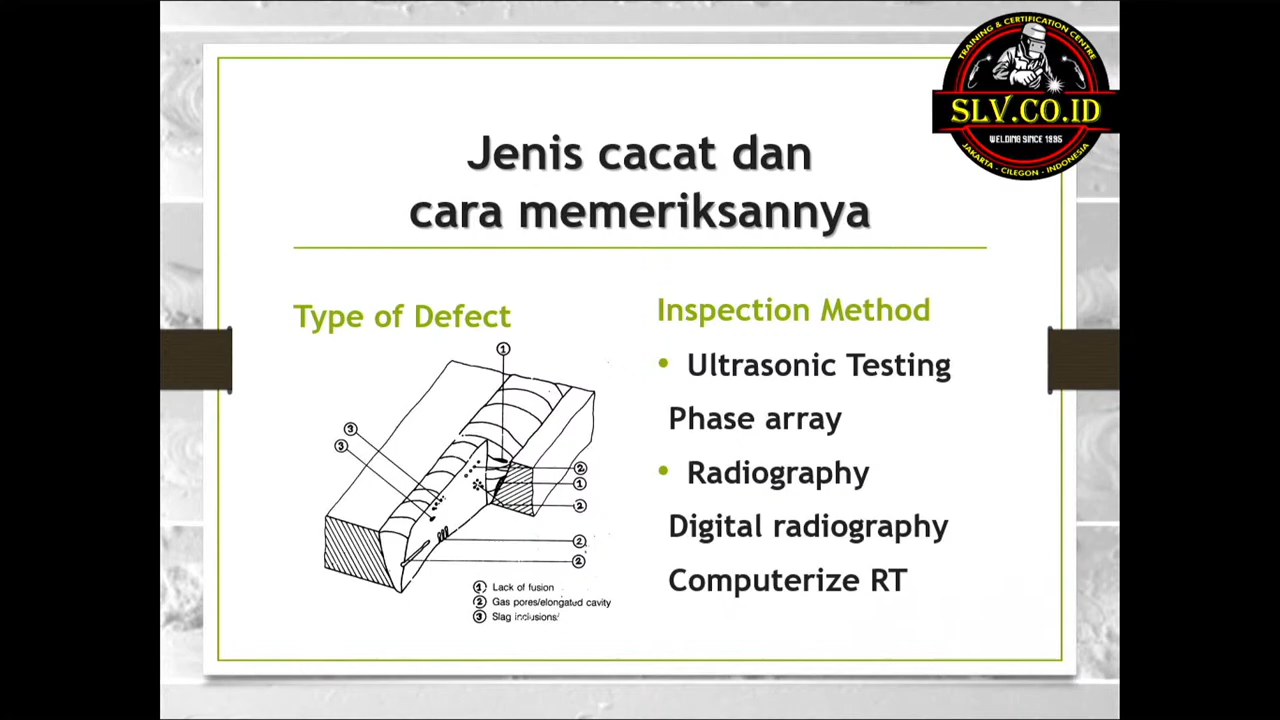 TRAINING & CERTIFICATION CENTRE
SLV.CO.ID
WELDING SINCE 1995
JAKARTA - CILEGON - INDONESIA
Jenis cacat dan
cara memeriksannya
Type of Defect
1
3
3
2
1
2
2
2
1 Lack of fusion
2 Gas pores/elongated cavity
3 Slag inclusions/
Inspection Method
• Ultrasonic Testing
Phase array
• Radiography
Digital radiography
Computerize RT